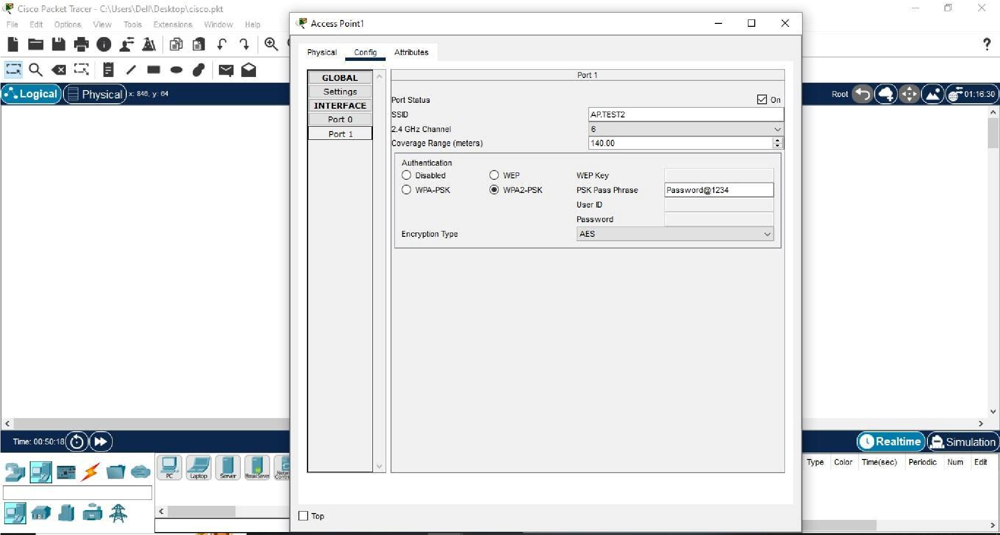 Cisco Packet Tracer - C:\Users\Dell\Desktop\cisco.pkt
File Edit Options View Tools Extensions Window Help
Access Point1
?
Physical Config Attributes
Logical Physical x: 846, y: 64
Root 01:16:30
GLOBAL
Settings
INTERFACE
Port 0
Port 1
Port 1
Port Status On
SSID AP.TEST2
2.4 GHz Channel 6
Coverage Range (meters) 140.00
Authentication
Disabled WEP WEP Key
WPA-PSK WPA2-PSK PSK Pass Phrase Password@1234
User ID
Password
Encryption Type AES
Time: 00:50:18
Realtime Simulation
PC Laptop Server MerakiServer
Type Color Time(sec) Periodic Num Edit
Top